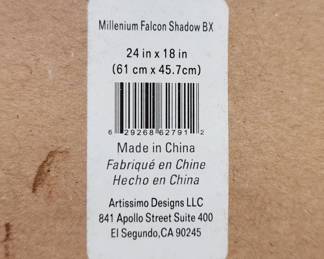 Millenium Falcon Shadow BX
24 in x 18 in
(61 cm x 45.7cm)
6 29268 62791 2
Made in China
Fabriqué en Chine
Hecho en China
Artissimo Designs LLC
841 Apollo Street Suite 400
El Segundo,CA 90245